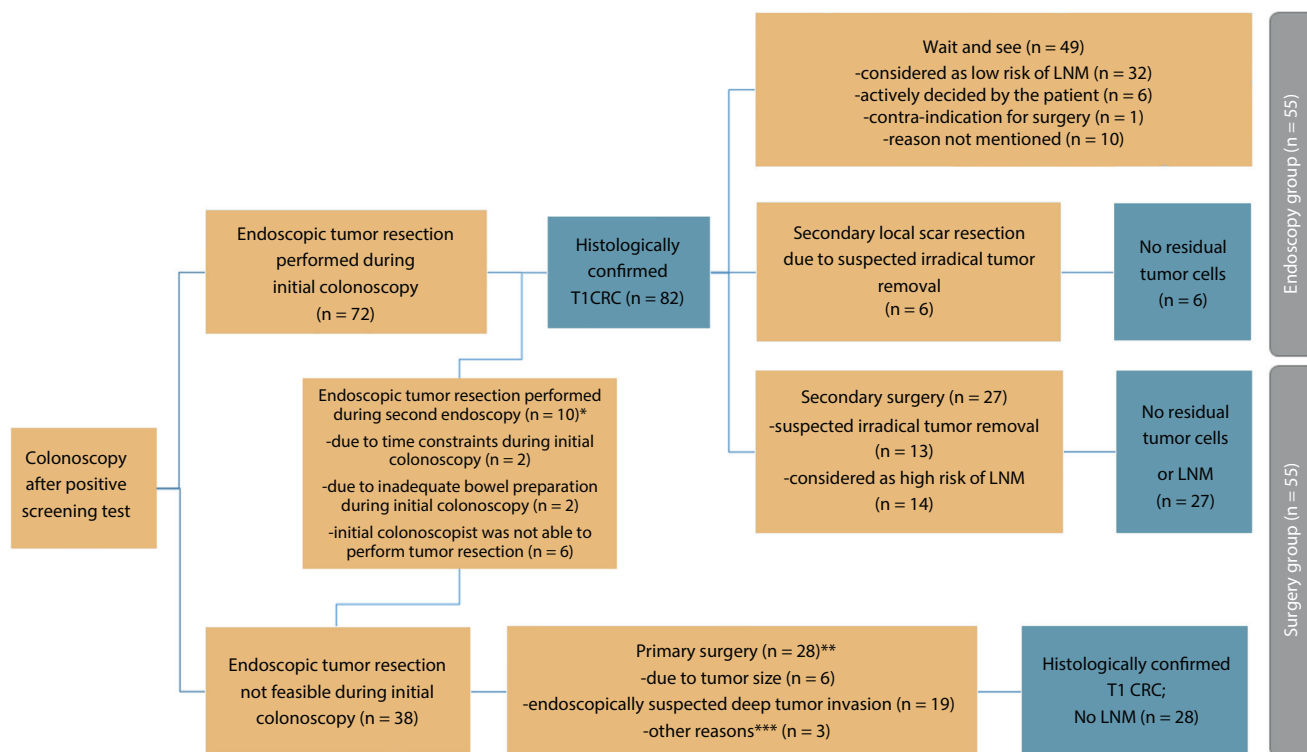 Colonoscopy
after positive
screening test
Endoscopic tumor resection
performed during
initial colonoscopy
(n = 72)
Endoscopic tumor resection performed
during second endoscopy (n = 10)*
-due to time constraints during initial
colonoscopy (n = 2)
-due to inadequate bowel preparation
during initial colonoscopy (n = 2)
-initial colonoscopist was not able to
perform tumor resection (n = 6)
Endoscopic tumor resection
not feasible during initial
colonoscopy (n = 38)
Histologically
confirmed
T1CRC (n = 82)
Wait and see (n = 49)
-considered as low risk of LNM (n = 32)
-actively decided by the patient (n = 6)
-contra-indication for surgery (n = 1)
-reason not mentioned (n = 10)
Secondary local scar resection
due to suspected irradical tumor
removal
(n = 6)
No residual
tumor cells
(n = 6)
Secondary surgery (n = 27)
-suspected irradical tumor removal
(n = 13)
-considered as high risk of LNM
(n = 14)
No residual
tumor cells
or LNM
(n = 27)
Primary surgery (n = 28)**
-due to tumor size (n = 6)
-endoscopically suspected deep tumor invasion (n = 19)
-other reasons*** (n = 3)
Histologically confirmed
T1 CRC;
No LNM (n = 28)
Endoscopy group (n = 55)
Surgery group (n = 55)